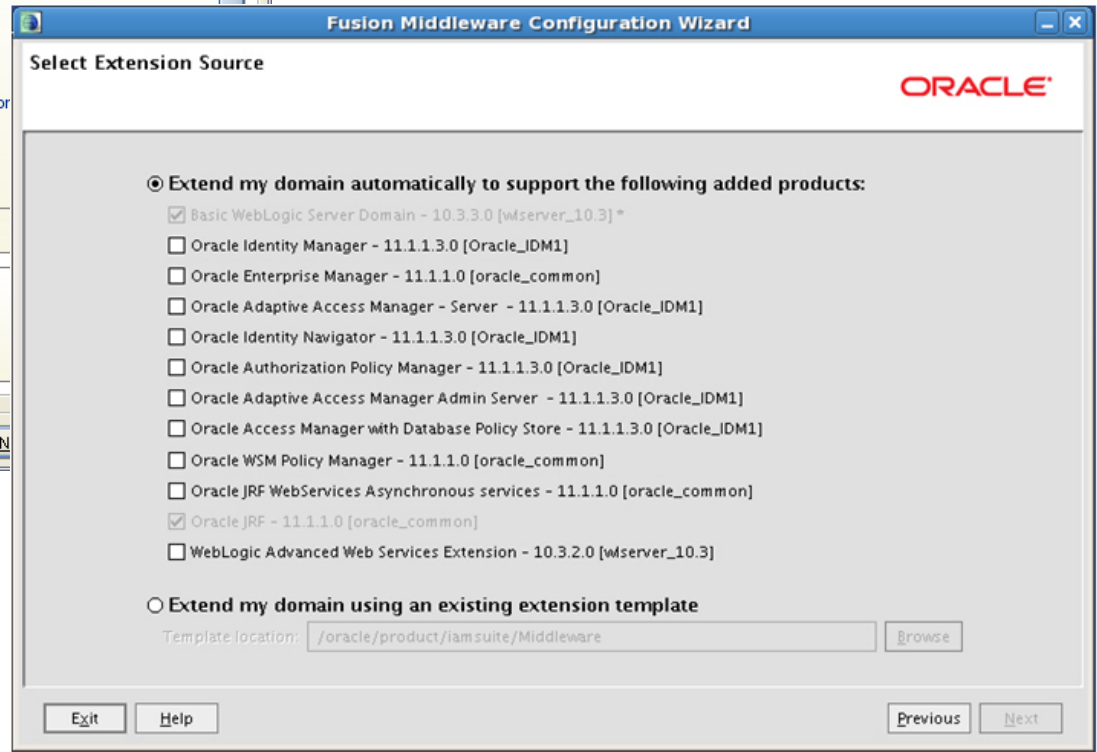 Fusion Middleware Configuration Wizard
Select Extension Source
ORACLE
or
Extend my domain automatically to support the following added products:
Basic WebLogic Server Domain - 10.3.3.0 [wlserver_10.3] *
Oracle Identity Manager - 11.1.1.3.0 [Oracle_IDM1]
Oracle Enterprise Manager - 11.1.1.0 [oracle_common]
Oracle Adaptive Access Manager - Server - 11.1.1.3.0 [Oracle_IDM1]
Oracle Identity Navigator - 11.1.1.3.0 [Oracle_IDM1]
Oracle Authorization Policy Manager - 11.1.1.3.0 [Oracle_IDM1]
Oracle Adaptive Access Manager Admin Server - 11.1.1.3.0 [Oracle_IDM1]
Oracle Access Manager with Database Policy Store - 11.1.1.3.0 [Oracle_IDM1]
N
Oracle WSM Policy Manager - 11.1.1.0 [oracle_common]
Oracle JRF WebServices Asynchronous services - 11.1.1.0 [oracle_common]
Oracle JRF - 11.1.1.0 [oracle_common]
WebLogic Advanced Web Services Extension - 10.3.2.0 [wlserver_10.3]
Extend my domain using an existing extension template
Template location: /oracle/product/iamsuite/Middleware Browse
Exit Help Previous Next